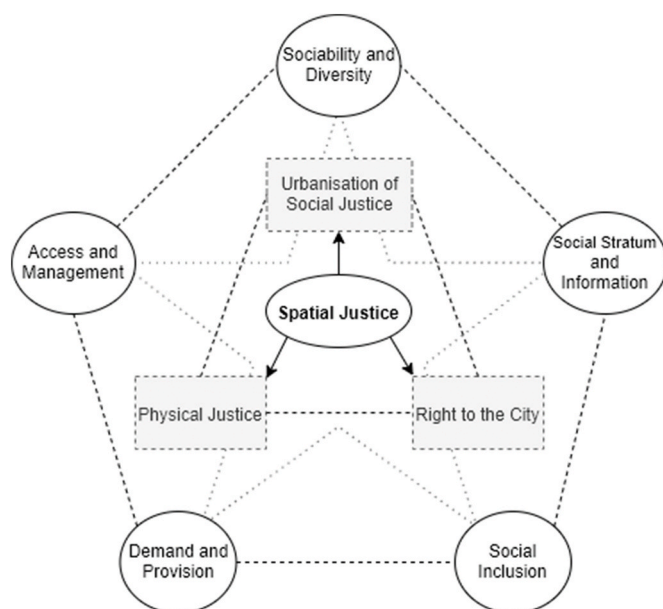 Sociability and
Diversity
Urbanisation of
Social Justice
Access and
Management
Social Stratum
and
Information
Spatial Justice
Physical Justice
Right to the City
Demand and
Provision
Social
Inclusion